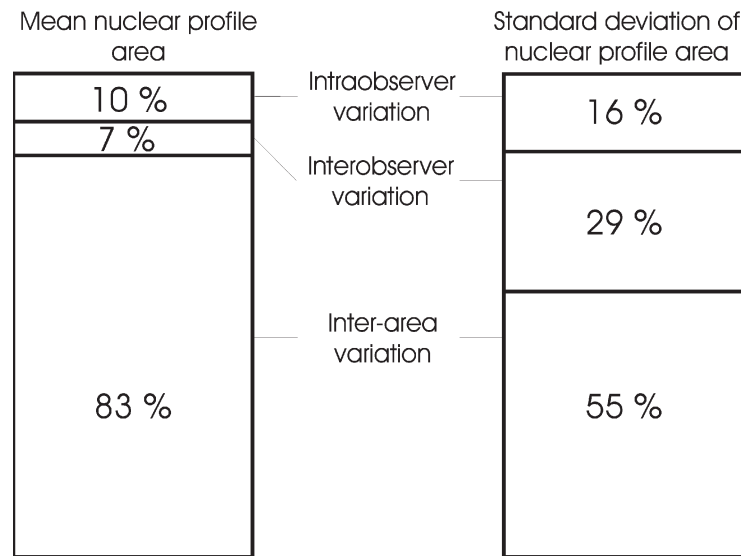 Mean nuclear profile
area
10 %
7 %
83 %
Intraobserver
variation
Interobserver
variation
Inter-area
variation
Standard deviation of
nuclear profile area
16 %
29 %
55 %